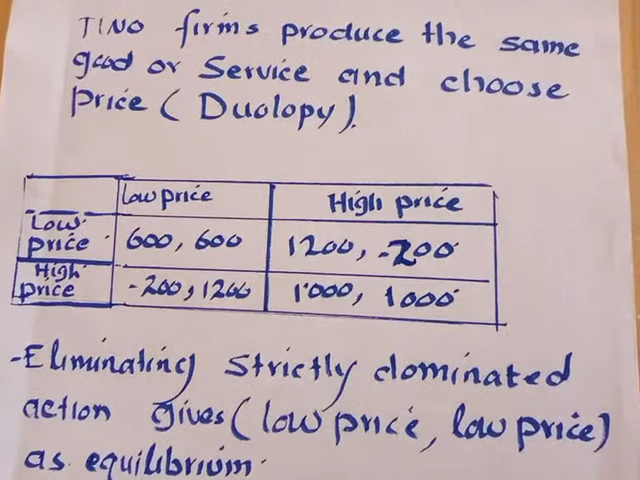 TINO firms produce the same
good or Service and choose
Price ( Duolopy).
low price High price
Low price 600, 600 1200, -200
High price -200, 1200 1000, 1000
-Eliminating strictly dominated
action gives (low price, low price)
as equilibrium.